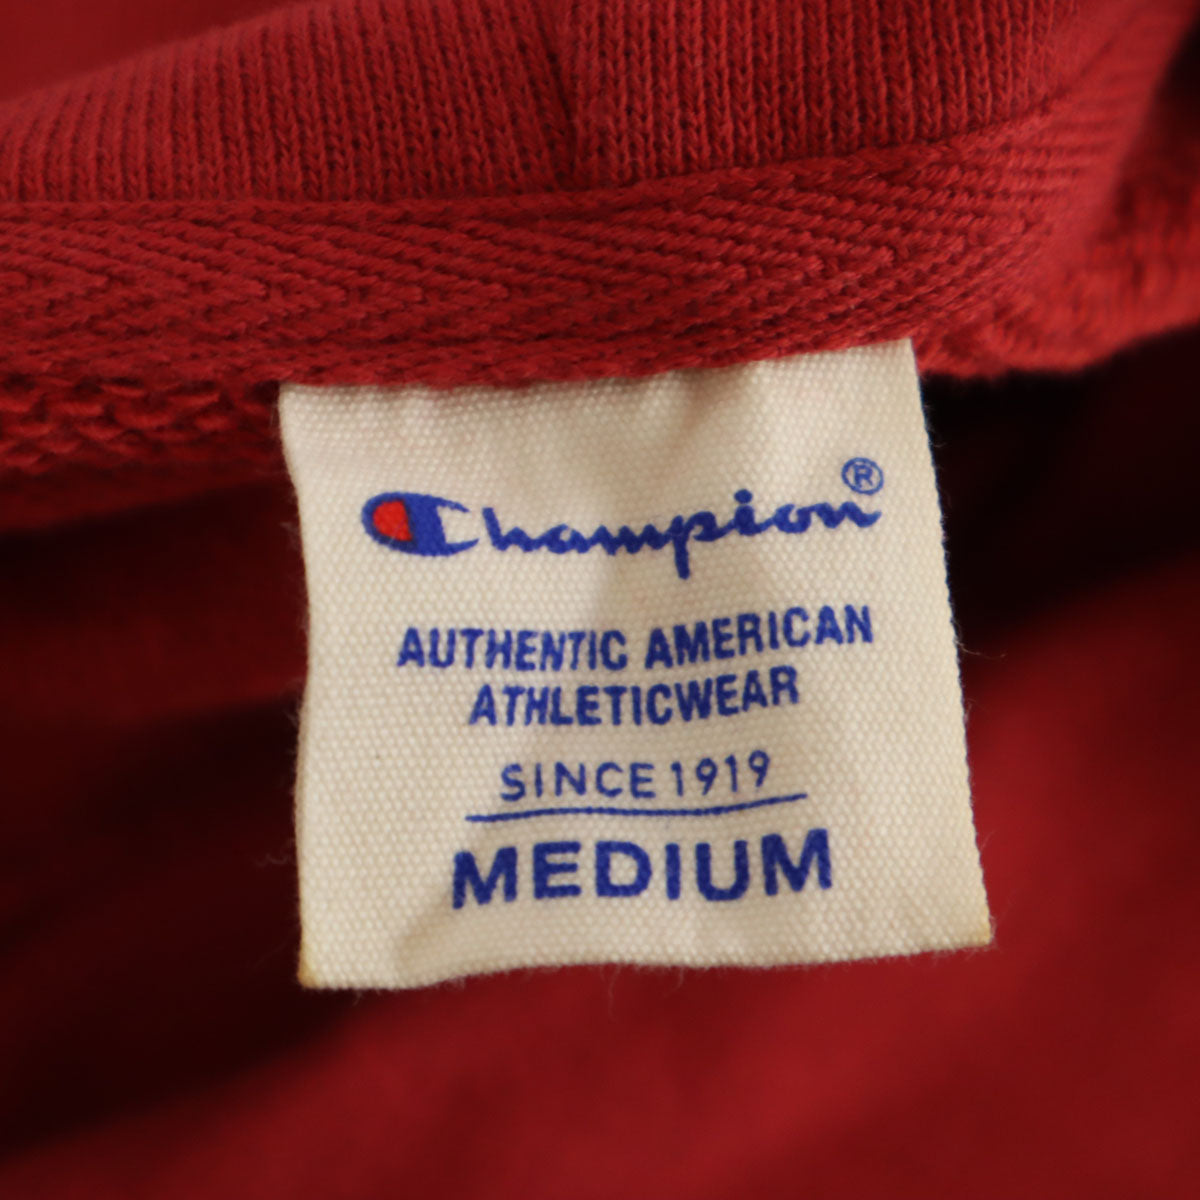 Champion®
AUTHENTIC AMERICAN
ATHLETICWEAR
SINCE 1919
MEDIUM